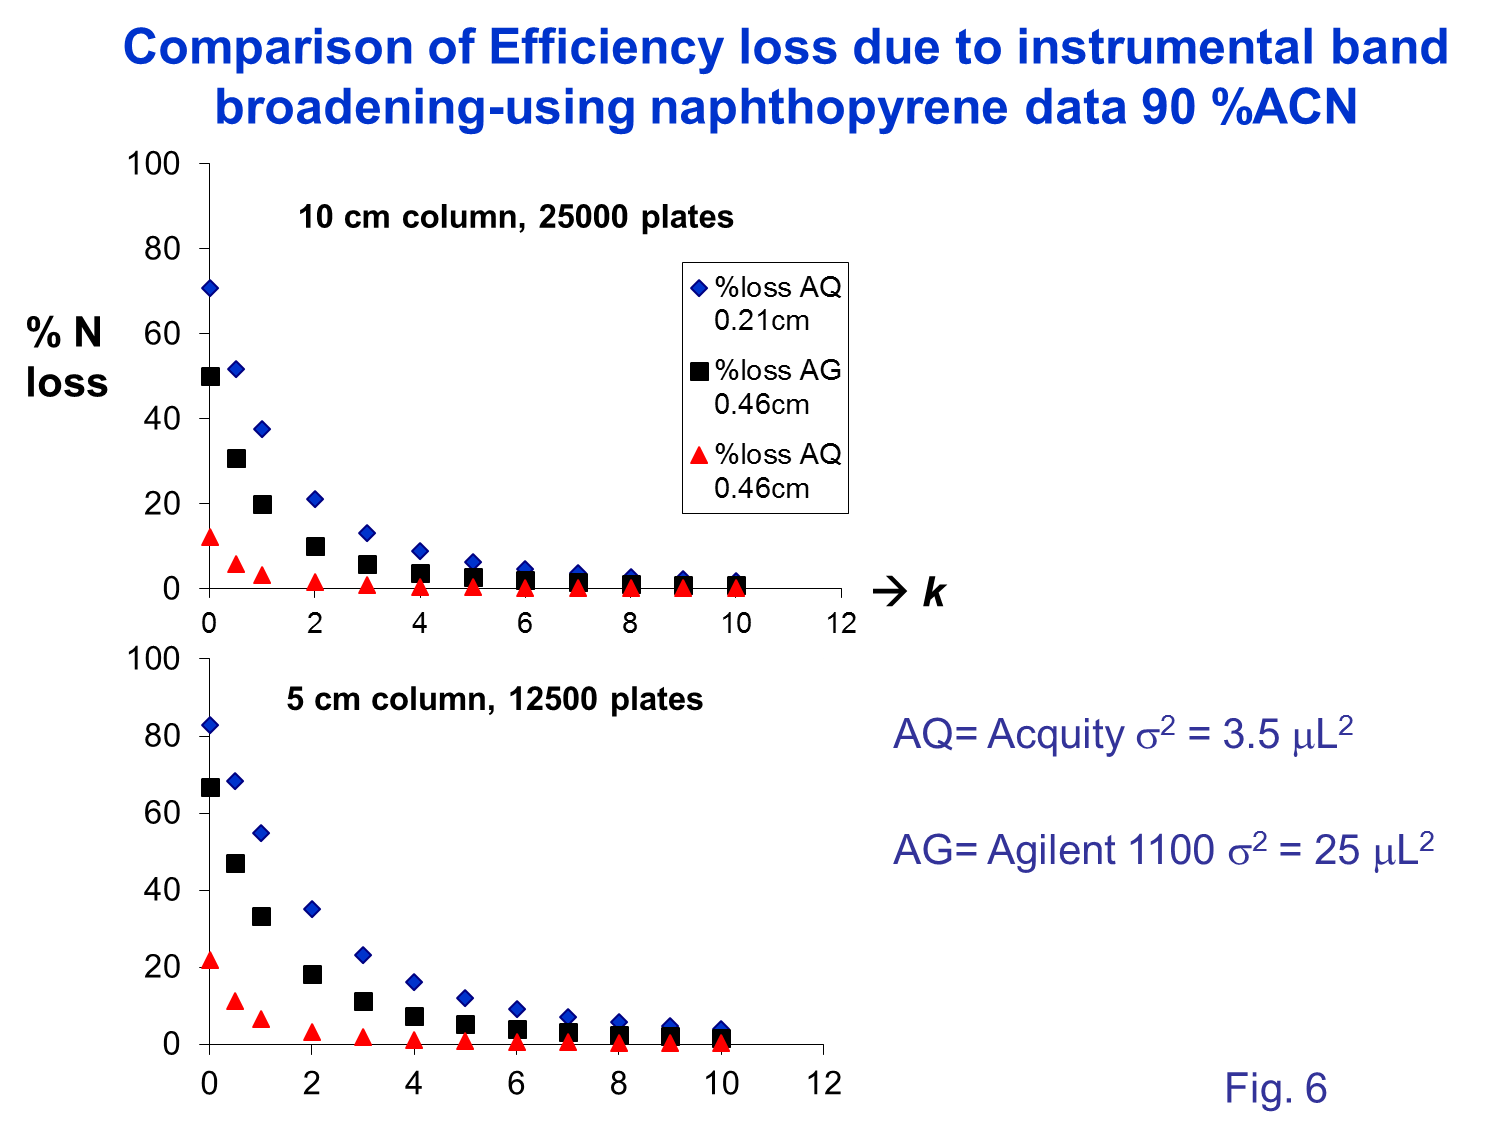 Comparison of Efficiency loss due to instrumental band
broadening-using naphthopyrene data 90 %ACN
100
80
60
40
20
0
% N
loss
10 cm column, 25000 plates
%loss AQ
0.21cm
%loss AG
0.46cm
%loss AQ
0.46cm
0 2 4 6 8 10 12
→ k
100
80
60
40
20
0
5 cm column, 12500 plates
0 2 4 6 8 10 12
AQ= Acquity σ² = 3.5 μL²
AG= Agilent 1100 σ² = 25 μL²
Fig. 6